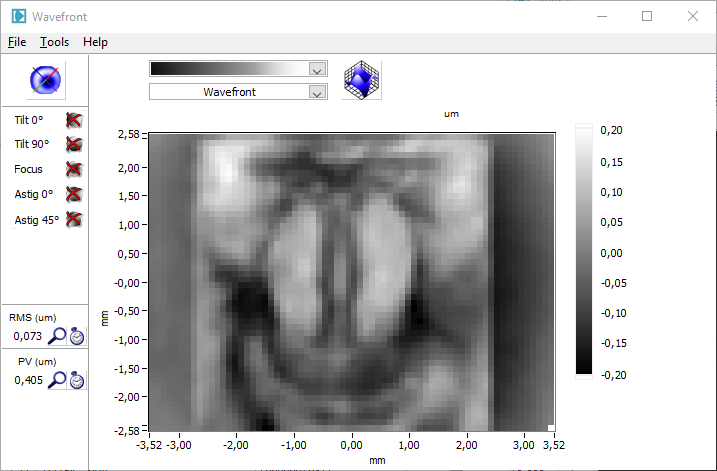 Wavefront
File Tools Help
Wavefront
um
Tilt 0°
Tilt 90°
Focus
Astig 0°
Astig 45°
RMS (um)
0,073
PV (um)
0,405
2,58
2,00
1,50
1,00
0,50
-0,00
-0,50
-1,00
-1,50
-2,00
-2,58
mm
-3,52 -3,00 -2,00 -1,00 0,00 1,00 2,00 3,00 3,52
mm
0,20
0,15
0,10
0,05
0,00
-0,05
-0,10
-0,15
-0,20